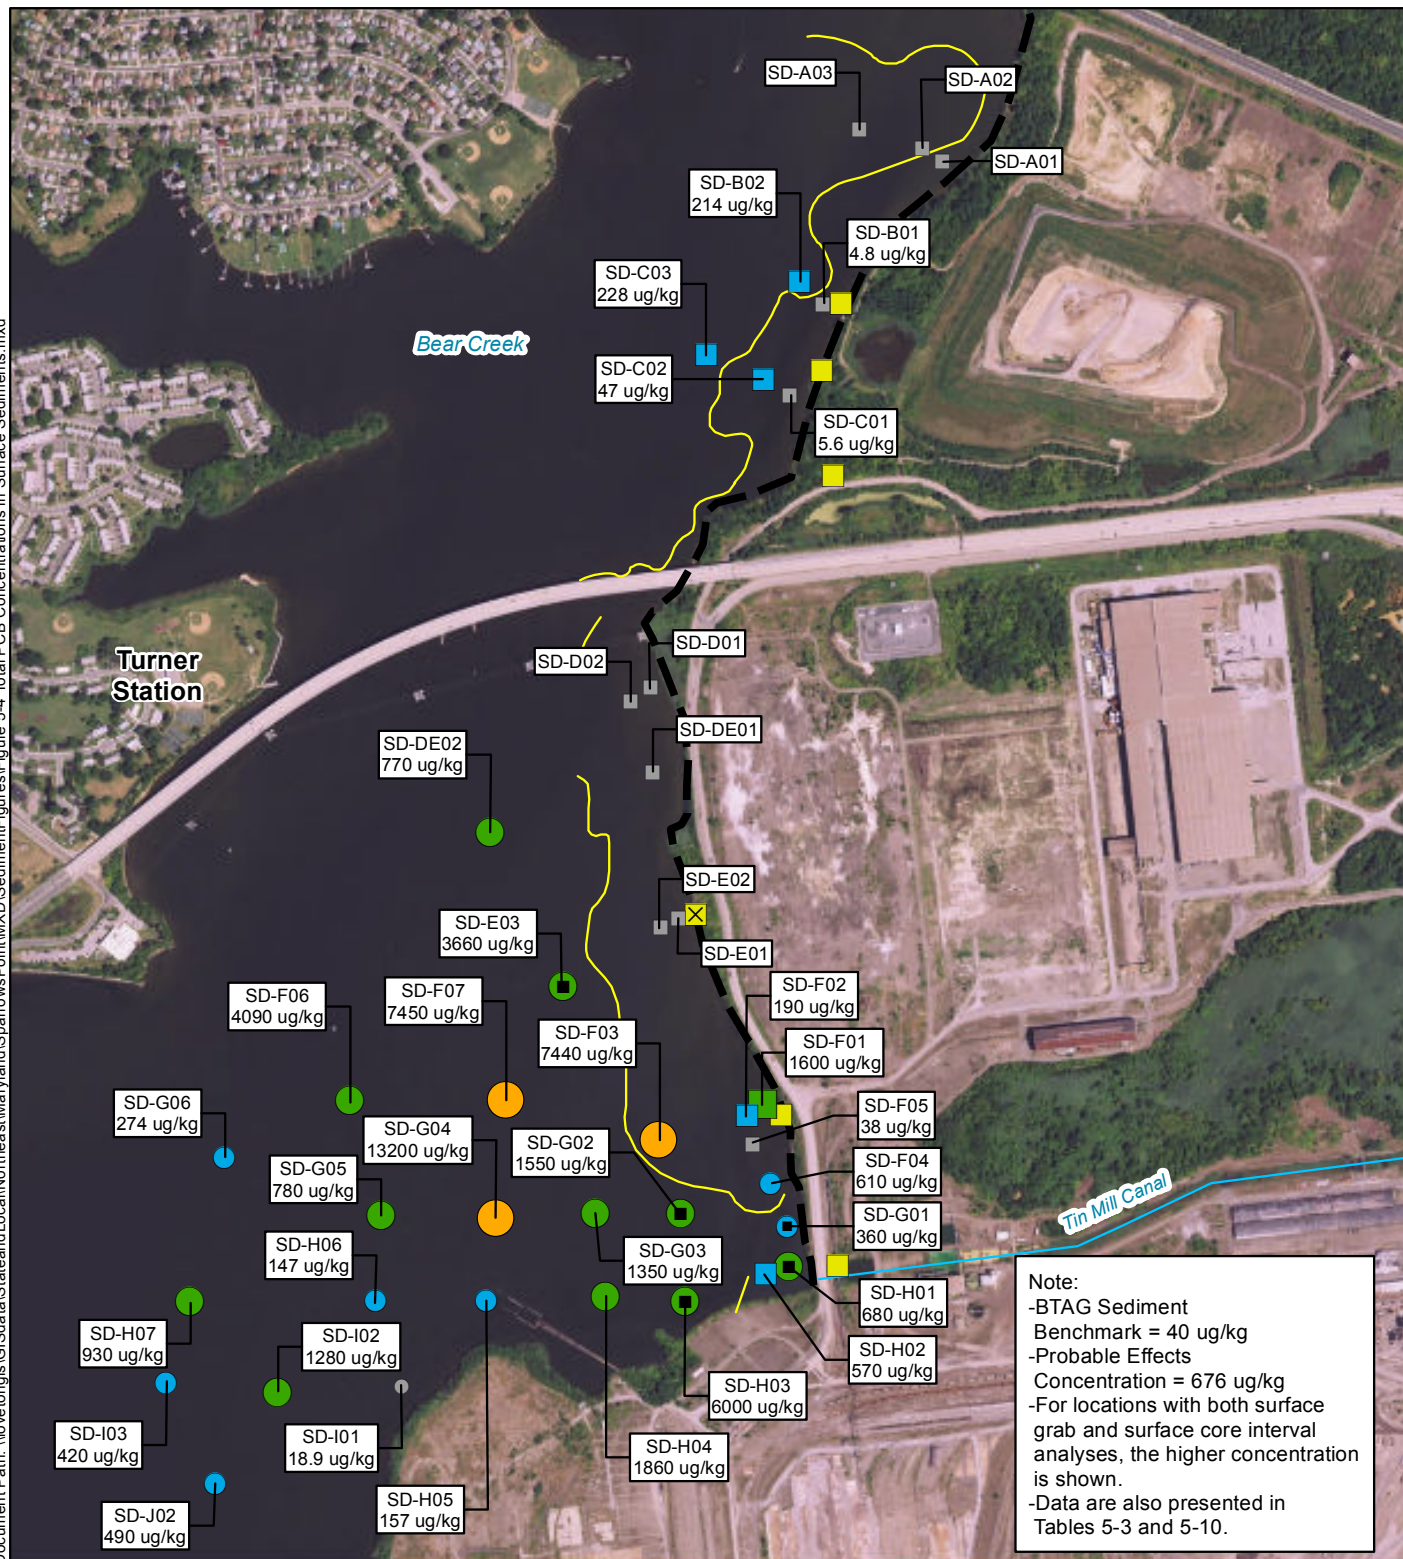 SD-A03
SD-A02
SD-A01
SD-B02
214 ug/kg
SD-B01
4.8 ug/kg
SD-C03
228 ug/kg
Bear Creek
SD-C02
47 ug/kg
SD-C01
5.6 ug/kg
Turner
Station
SD-D01
SD-D02
SD-DE01
SD-DE02
770 ug/kg
SD-E02
SD-E03
3660 ug/kg
SD-E01
SD-F02
190 ug/kg
SD-F06
4090 ug/kg
SD-F07
7450 ug/kg
SD-F03
7440 ug/kg
SD-F01
1600 ug/kg
SD-G06
274 ug/kg
SD-G04
13200 ug/kg
SD-G02
1550 ug/kg
SD-F05
38 ug/kg
SD-G05
780 ug/kg
SD-F04
610 ug/kg
Tin Mill Canal
SD-G01
360 ug/kg
SD-H06
147 ug/kg
SD-G03
1350 ug/kg
SD-H01
680 ug/kg
SD-H07
930 ug/kg
SD-I02
1280 ug/kg
SD-H02
570 ug/kg
SD-H03
6000 ug/kg
SD-I03
420 ug/kg
SD-I01
18.9 ug/kg
SD-H04
1860 ug/kg
SD-H05
157 ug/kg
SD-J02
490 ug/kg
Note:
-BTAG Sediment
Benchmark = 40 ug/kg
-Probable Effects
Concentration = 676 ug/kg
-For locations with both surface
grab and surface core interval
analyses, the higher concentration
is shown.
-Data are also presented in
Tables 5-3 and 5-10.